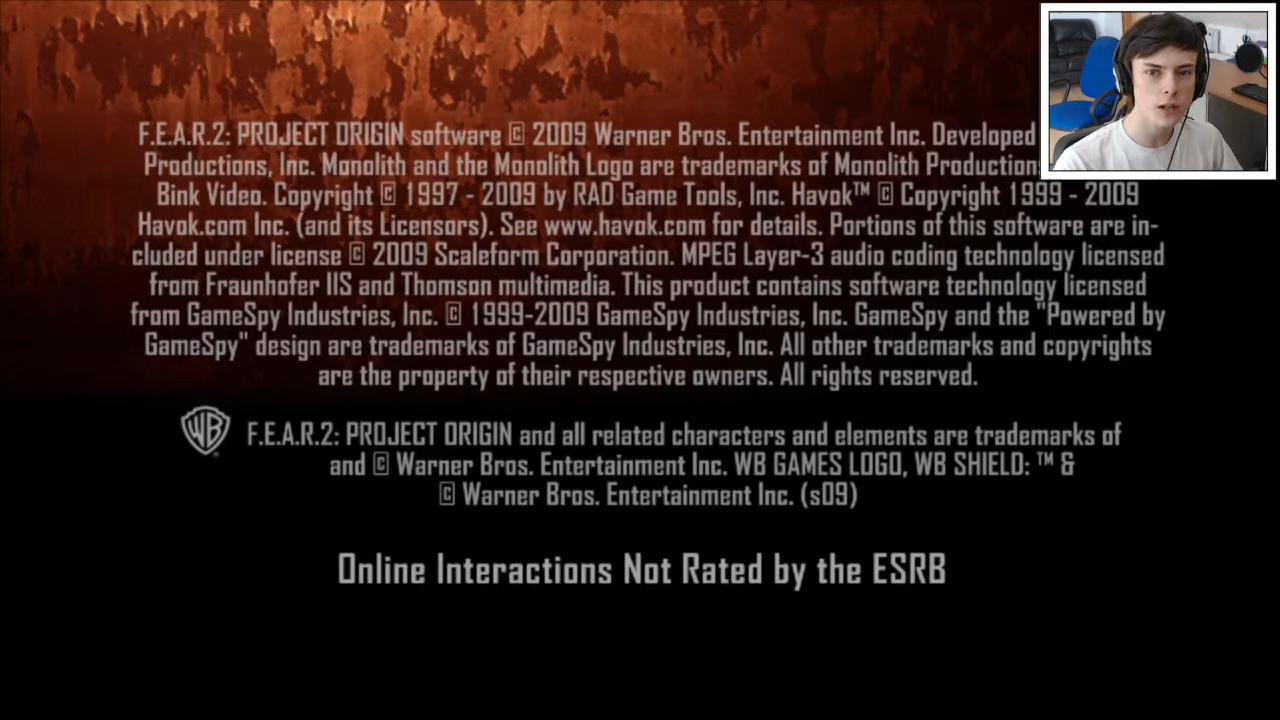 F.E.A.R.2: PROJECT ORIGIN software © 2009 Warner Bros. Entertainment Inc. Developed
Productions, Inc. Monolith and the Monolith Logo are trademarks of Monolith Production
Bink Video. Copyright © 1997 - 2009 by RAD Game Tools, Inc. Havok™ © Copyright 1999 - 2009
Havok.com Inc. (and its Licensors). See www.havok.com for details. Portions of this software are in-
cluded under license © 2009 Scaleform Corporation. MPEG Layer-3 audio coding technology licensed
from Fraunhofer IIS and Thomson multimedia. This product contains software technology licensed
from GameSpy Industries, Inc. © 1999-2009 GameSpy Industries, Inc. GameSpy and the "Powered by
GameSpy" design are trademarks of GameSpy Industries, Inc. All other trademarks and copyrights
are the property of their respective owners. All rights reserved.
WB F.E.A.R.2: PROJECT ORIGIN and all related characters and elements are trademarks of
and © Warner Bros. Entertainment Inc. WB GAMES LOGO, WB SHIELD: ™ &
© Warner Bros. Entertainment Inc. (s09)
Online Interactions Not Rated by the ESRB